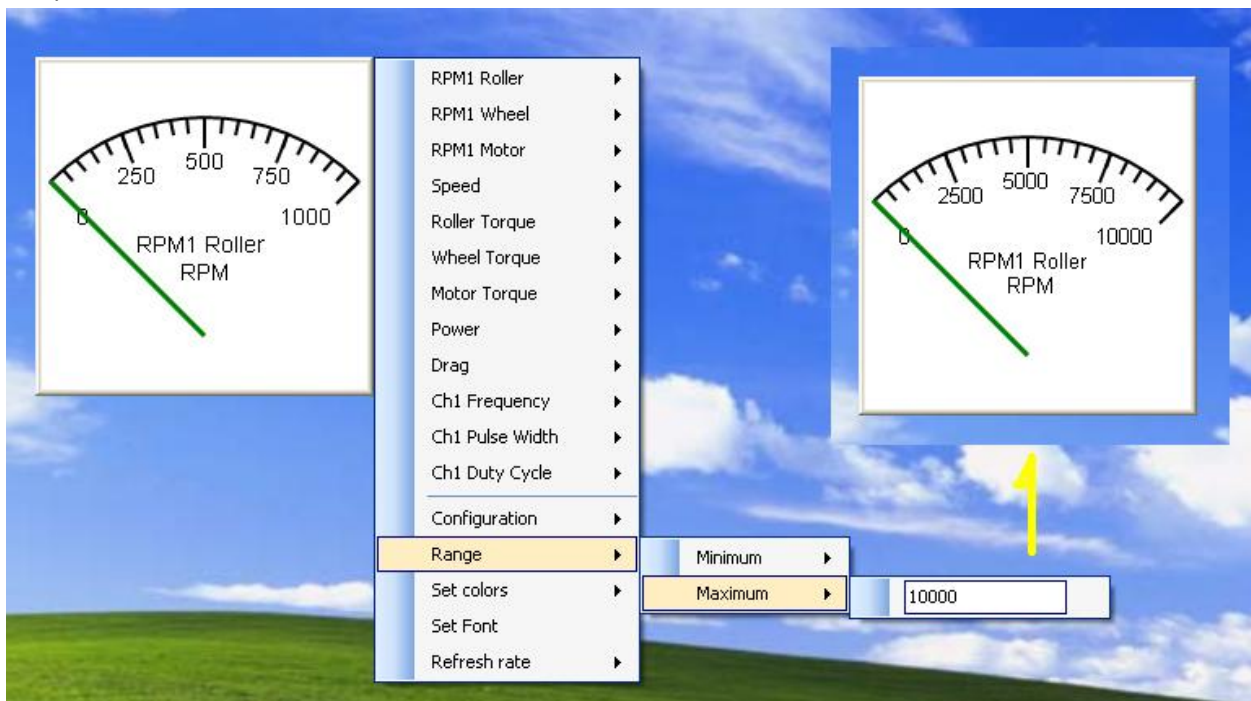 250
500
750
0
1000
RPM1 Roller
RPM
RPM1 Roller
RPM1 Wheel
RPM1 Motor
Speed
Roller Torque
Wheel Torque
Motor Torque
Power
Drag
Ch1 Frequency
Ch1 Pulse Width
Ch1 Duty Cycle
Configuration
Range
Set colors
Set Font
Refresh rate
Minimum
Maximum
10000
2500
5000
7500
0
10000
RPM1 Roller
RPM